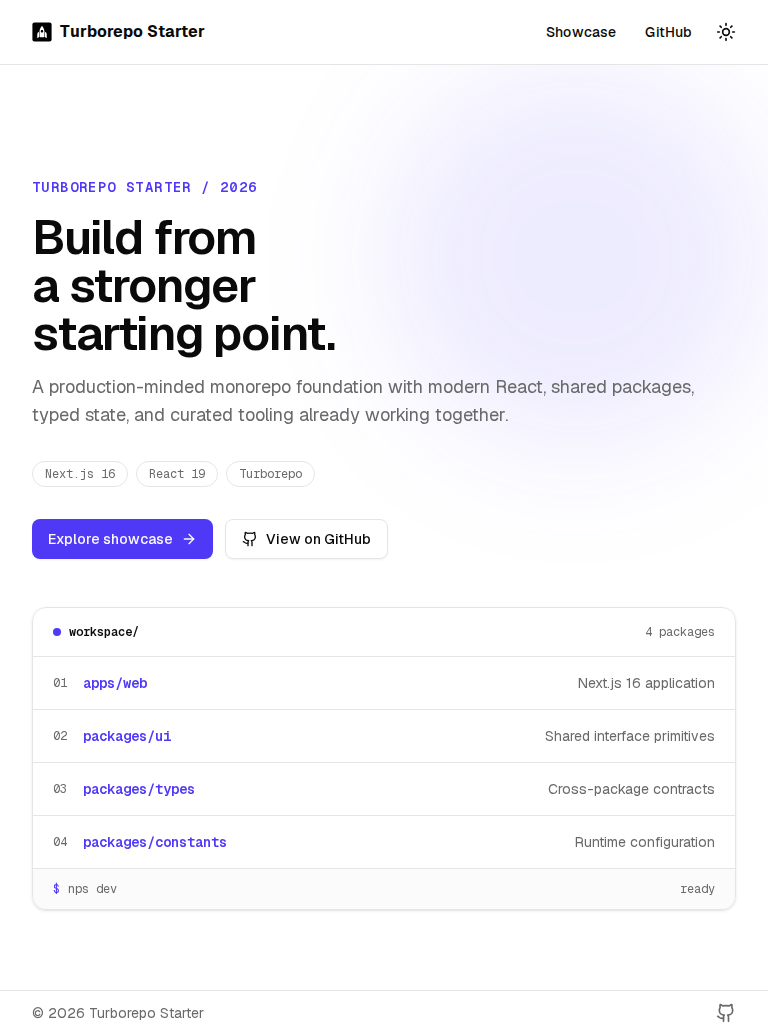 Turborepo Starter
Showcase
GitHub
TURBOREPO STARTER / 2026
Build from
a stronger
starting point.
A production-minded monorepo foundation with modern React, shared packages,
typed state, and curated tooling already working together.
Next.js 16
React 19
Turborepo
Explore showcase
View on GitHub
workspace/ 4 packages
01 apps/web Next.js 16 application
02 packages/ui Shared interface primitives
03 packages/types Cross-package contracts
04 packages/constants Runtime configuration
$ nps dev ready
© 2026 Turborepo Starter